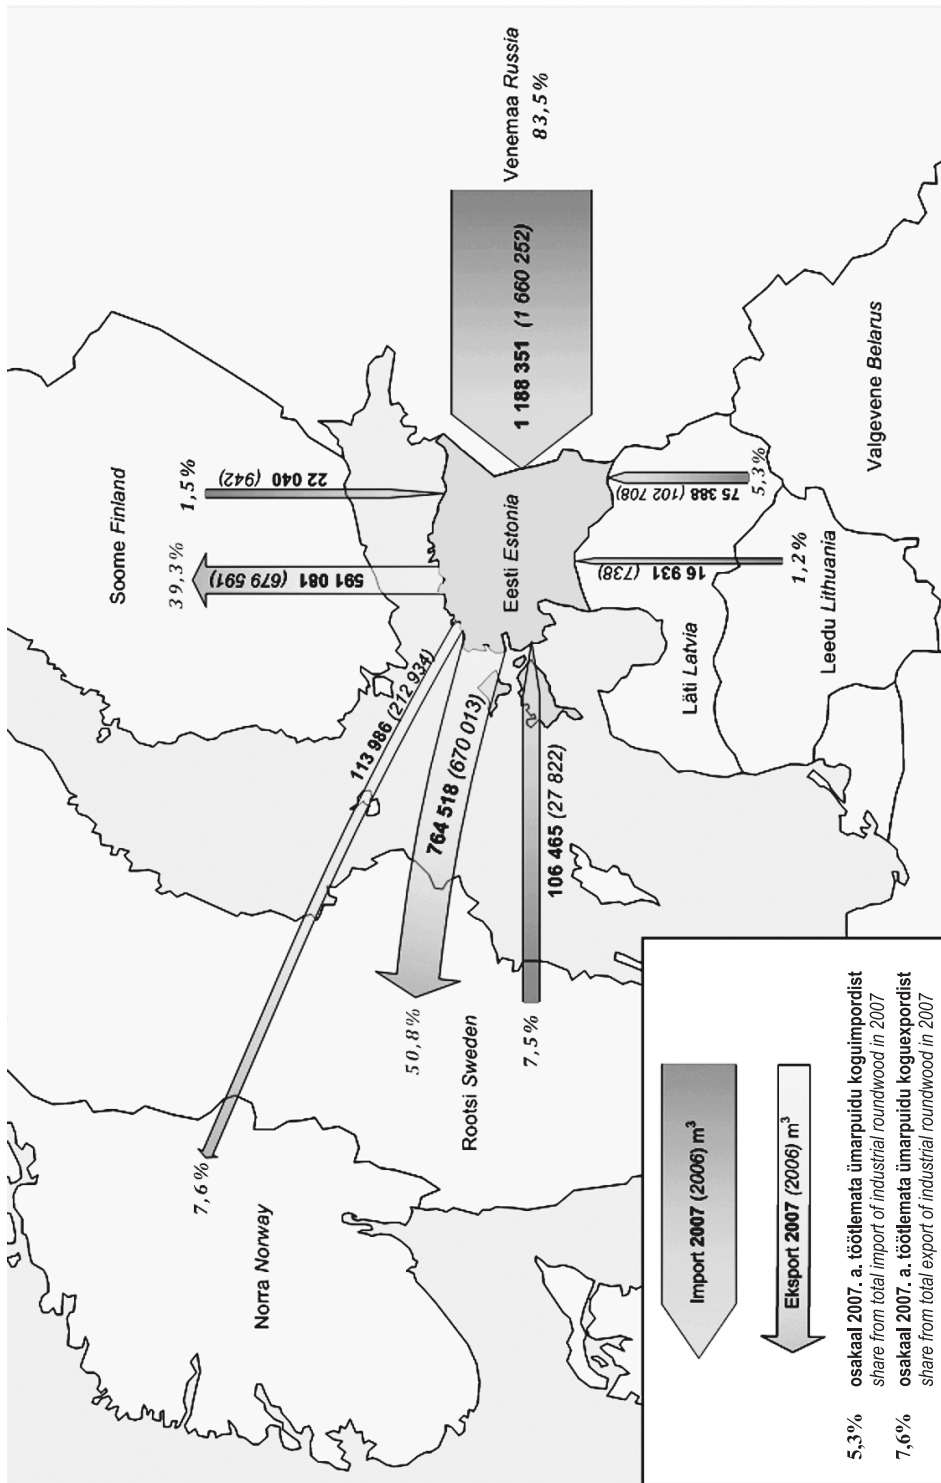 Norra Norway
7,6%
Rootsi Sweden
50,8%
7,5%
113 986 (212 934)
764 518 (670 013)
106 465 (27 822)
Soome Finland
39,3%
591 081 (679 591)
1,5%
22 040 (942)
Eesti Estonia
Läti Latvia
16 931 (738)
1,2%
75 388 (102 708)
5,3%
Leedu Lithuania
Valgevene Belarus
1 188 351 (1 660 252)
Venemaa Russia
83,5%
Import 2007 (2006) m³
Eksport 2007 (2006) m³
5,3% osakaal 2007. a. töötlemata ümarpuidu koguimpordist
share from total import of industrial roundwood in 2007
7,6% osakaal 2007. a. töötlemata ümarpuidu koguexpordist
share from total export of industrial roundwood in 2007